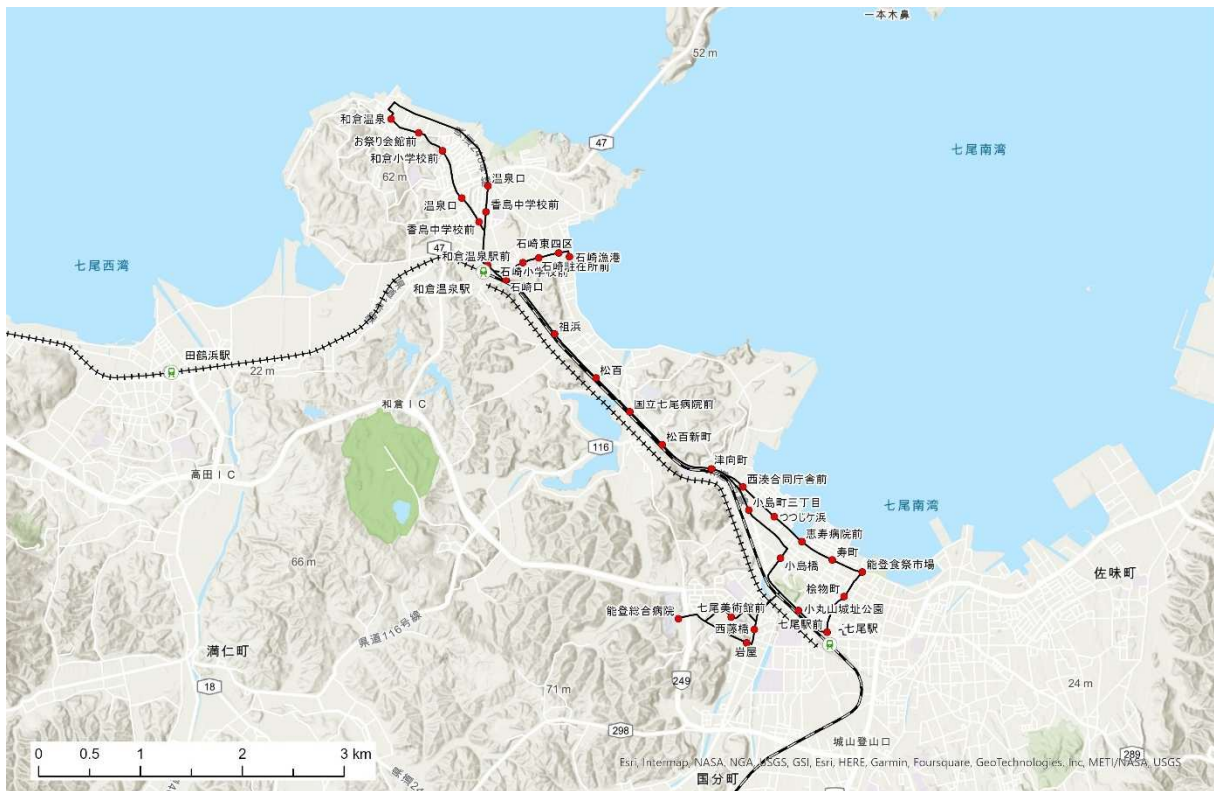 一本木鼻
52 m
和倉温泉
お祭り会館前
47
和倉小学校前
七尾南湾
62 m
温泉口
温泉口
香島中学校前
香島中学校前
石崎東四区
47
和倉温泉駅前
石崎漁港
七尾西湾
石崎小学校前
石崎駐在所前
和倉温泉駅
石崎口
祖浜
田鶴浜駅
22 m
松百
和倉IC
国立七尾病院前
松百新町
116
津向町
高田IC
西湊合同庁舎前
小島町三丁目
七尾南湾
つつじケ浜
恵寿病院前
66 m
寿町
小島橋
能登食祭市場
佐味町
桧物町
能登総合病院
七尾美術館前
小丸山城址公園
県道116号線
西藤橋
七尾駅前
七尾駅
満仁町
岩屋
249
18
71 m
24 m
298
城山登山口
289
0 0.5 1 2 3 km
国分町
Esri, Intermap, NASA, NGA, USGS, GSI, Esri, HERE, Garmin, Foursquare, GeoTechnologies, Inc, METI/NASA, USGS